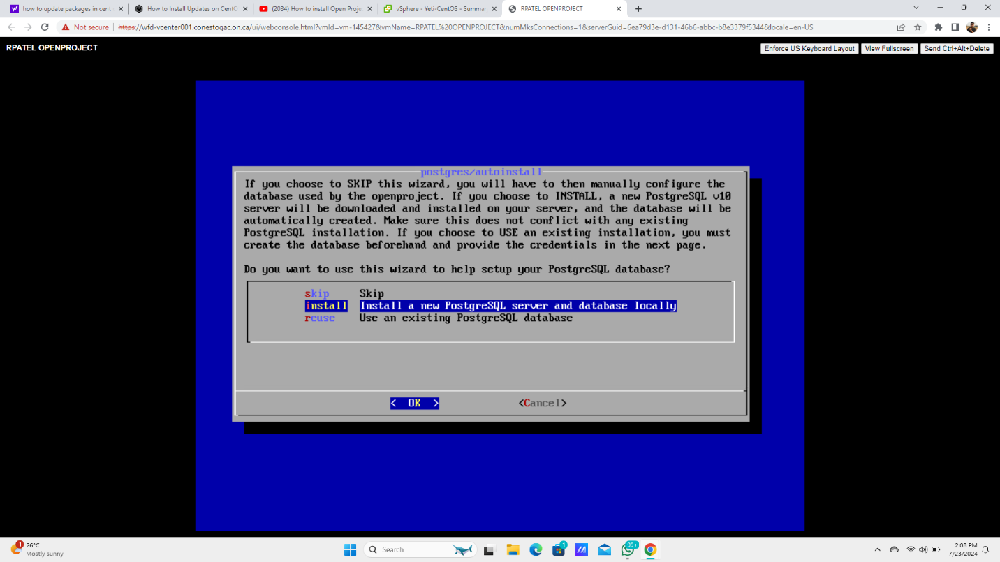 how to update packages in cent
How to Install Updates on CentO
(2034) How to install Open Proje
vSphere - Yeti-CentOS - Summar
RPATEL OPENPROJECT
Not secure
https://wfd-vcenter001.conestogac.on.ca/ui/webconsole.html?vmId=vm-145427&vmName=RPATEL%20OPENPROJECT&numMksConnections=1&serverGuid=6ea79d3e-d131-46b6-abbc-b8e3379f5344&locale=en-US
RPATEL OPENPROJECT
Enforce US Keyboard Layout
View Fullscreen
Send Ctrl+Alt+Delete
postgres/autoinstall
If you choose to SKIP this wizard, you will have to then manually configure the
database used by the openproject. If you choose to INSTALL, a new PostgreSQL v10
server will be downloaded and installed on your server, and the database will be
automatically created. Make sure this does not conflict with any existing
PostgreSQL installation. If you choose to USE an existing installation, you must
create the database beforehand and provide the credentials in the next page.
Do you want to use this wizard to help setup your PostgreSQL database?
skip Skip
install Install a new PostgreSQL server and database locally
reuse Use an existing PostgreSQL database
< OK > <Cancel>
1
26°C
Mostly sunny
Search
1
99+
2:08 PM
7/23/2024